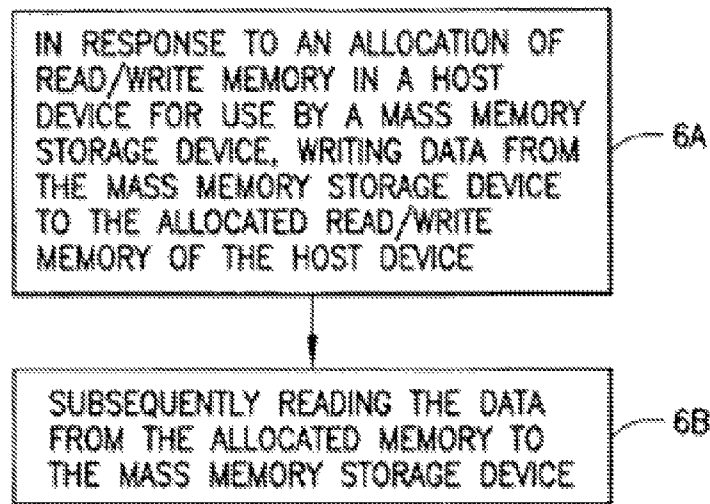 IN RESPONSE TO AN ALLOCATION OF
READ/WRITE MEMORY IN A HOST
DEVICE FOR USE BY A MASS MEMORY
STORAGE DEVICE, WRITING DATA FROM
THE MASS MEMORY STORAGE DEVICE
TO THE ALLOCATED READ/WRITE
MEMORY OF THE HOST DEVICE
6A
SUBSEQUENTLY READING THE DATA
FROM THE ALLOCATED MEMORY TO
THE MASS MEMORY STORAGE DEVICE
6B